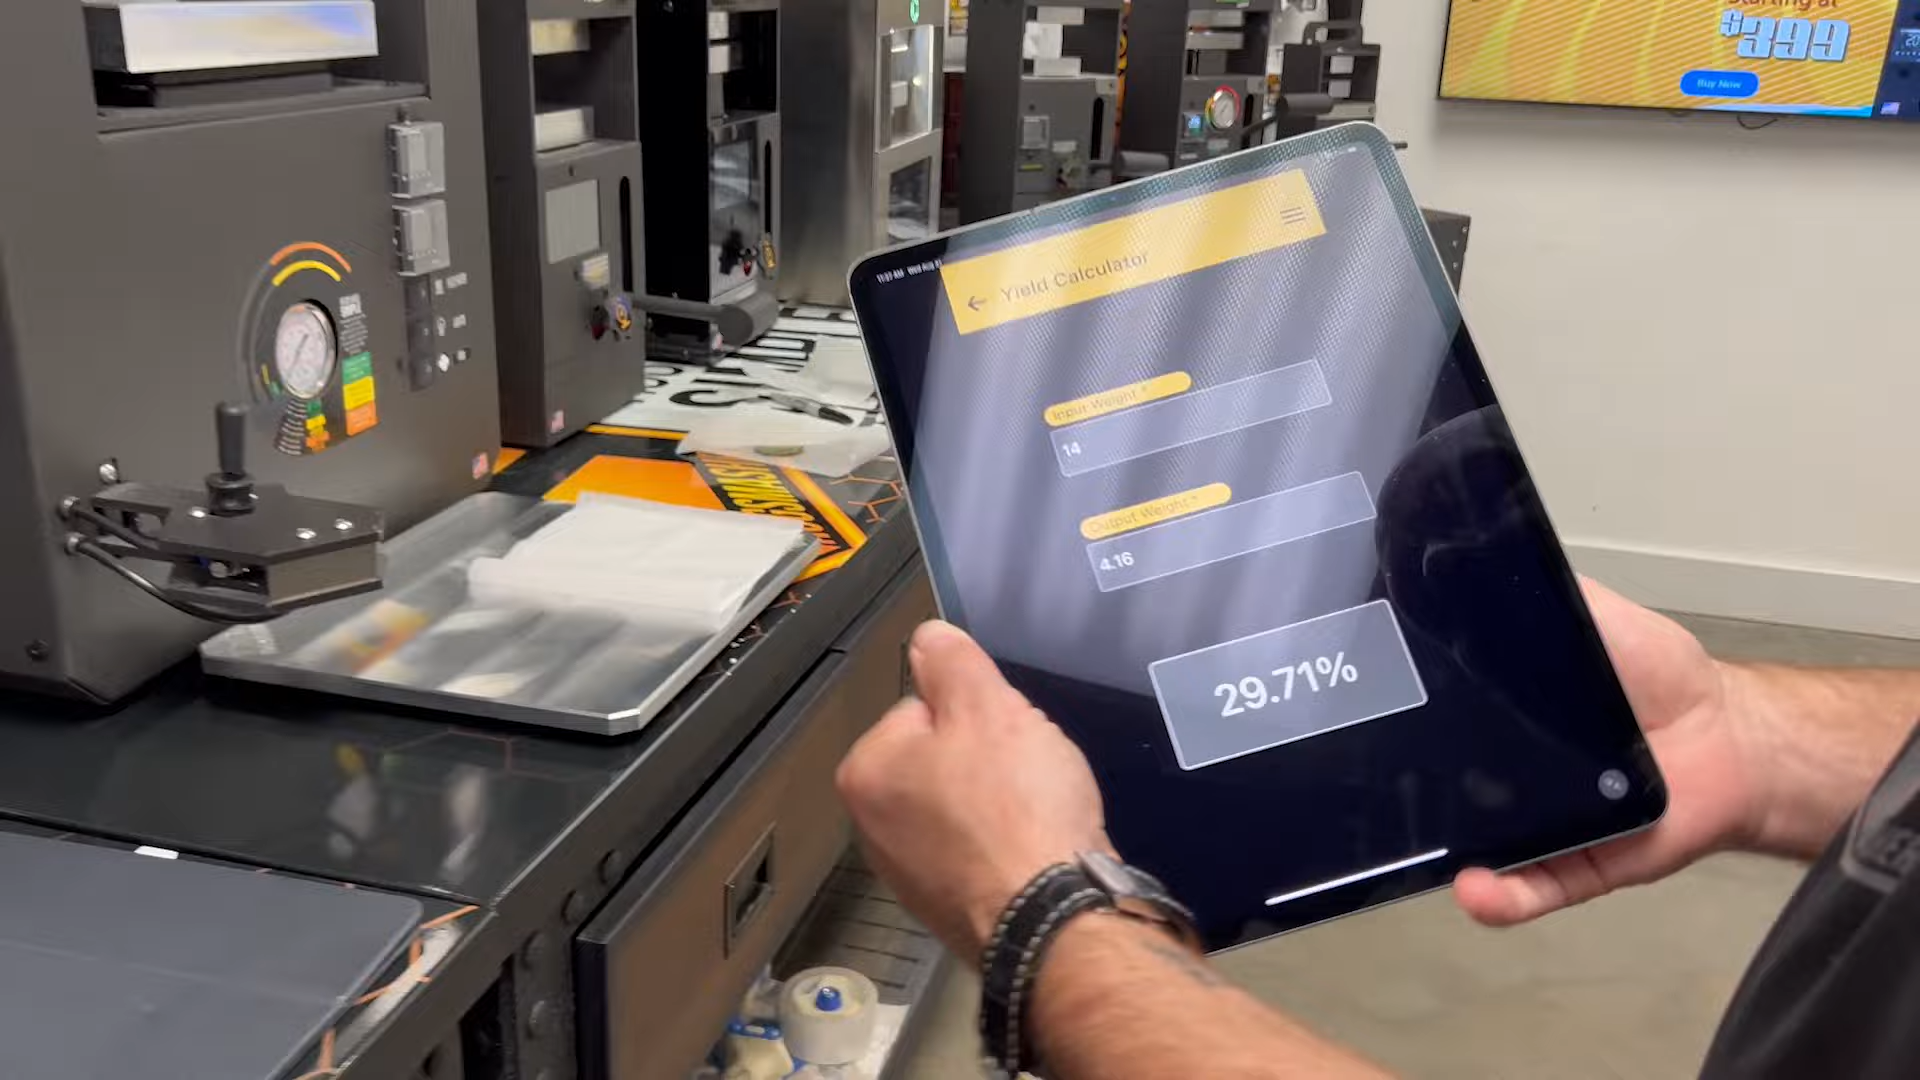 Starting at
$399
Buy Now
Yield Calculator
Input Weight *
14
Output Weight *
4.16
29.71%